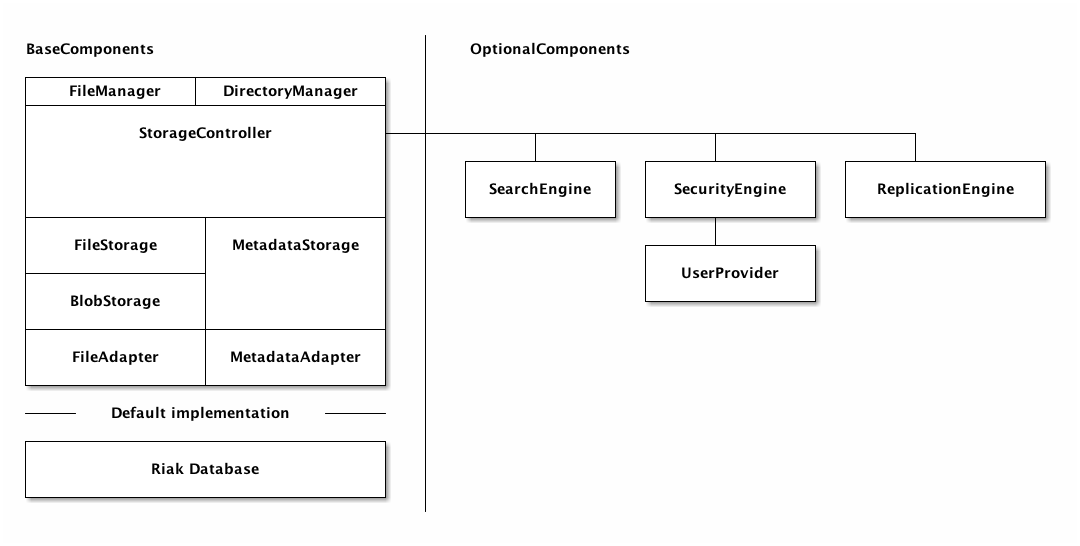 BaseComponents
OptionalComponents
FileManager
DirectoryManager
StorageController
SearchEngine
SecurityEngine
ReplicationEngine
FileStorage
MetadataStorage
UserProvider
BlobStorage
FileAdapter
MetadataAdapter
Default implementation
Riak Database